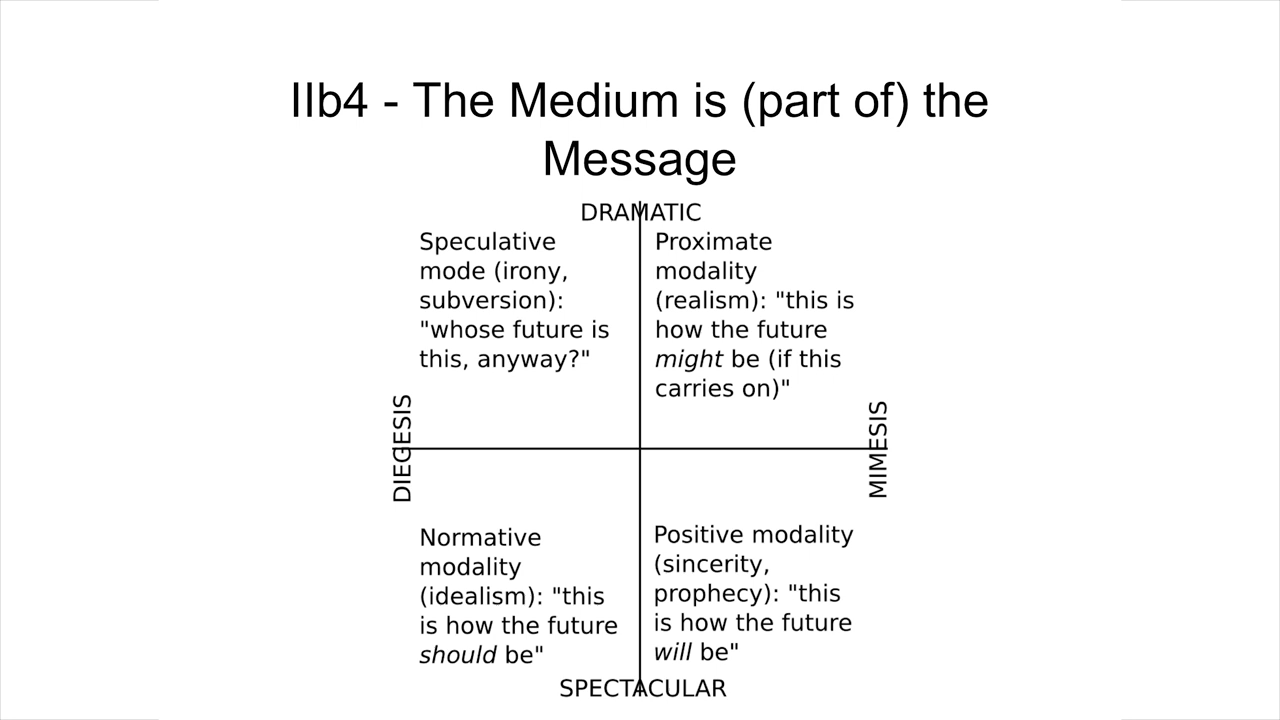 IIb4 - The Medium is (part of) the
Message
DRAMATIC
Speculative
mode (irony,
subversion):
"whose future is
this, anyway?"
Proximate
modality
(realism): "this is
how the future
might be (if this
carries on)"
DIEGESIS
MIMESIS
Normative
modality
(idealism): "this
is how the future
should be"
Positive modality
(sincerity,
prophecy): "this
is how the future
will be"
SPECTACULAR